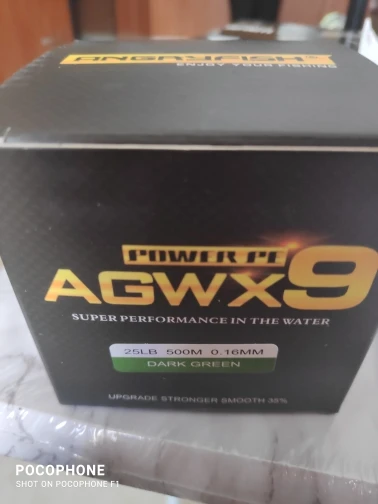 ANGRYFISH
ENJOY YOUR FISHING
POWER PE
AGWX9
SUPER PERFORMANCE IN THE WATER
25LB 500M 0.16MM
DARK GREEN
UPGRADE STRONGER SMOOTH 35%
POCOPHONE
SHOT ON POCOPHONE F1